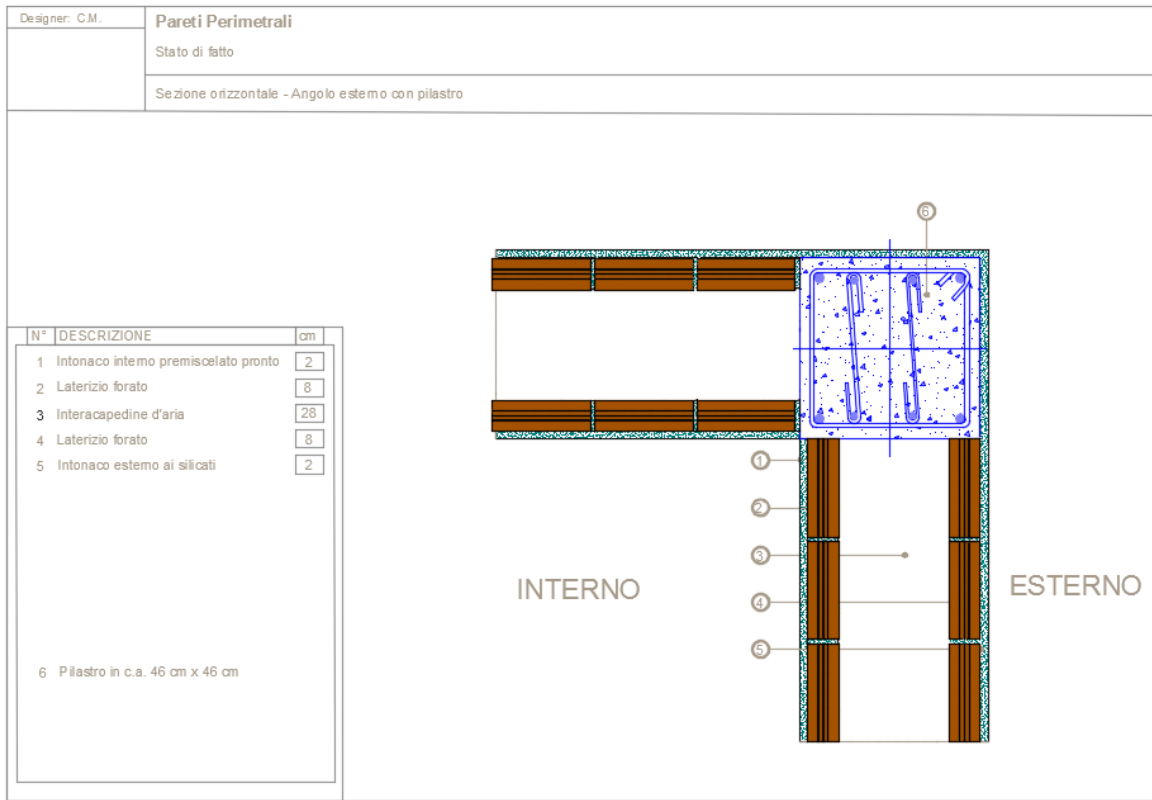 Designer: C.M.
Pareti Perimetrali
Stato di fatto
Sezione orizzontale - Angolo esterno con pilastro
6
N° DESCRIZIONE cm
1 Intonaco interno premiscelato pronto 2
2 Laterizio forato 8
3 Interacapedine d'aria 28
4 Laterizio forato 8
5 Intonaco esterno ai silicati 2
1
2
3
INTERNO
ESTERNO
4
5
6 Pilastro in c.a. 46 cm x 46 cm